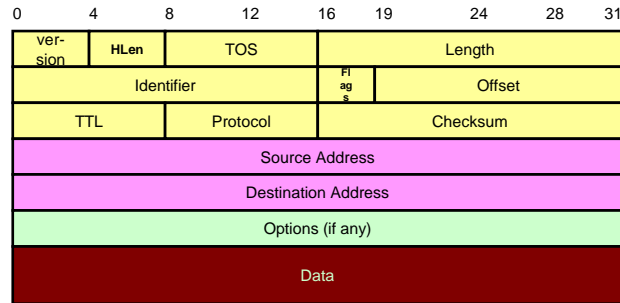 0 4 8 12 16 19 24 28 31
ver-
sion HLen TOS Length
Identifier Fl
ag
s Offset
TTL Protocol Checksum
Source Address
Destination Address
Options (if any)
Data